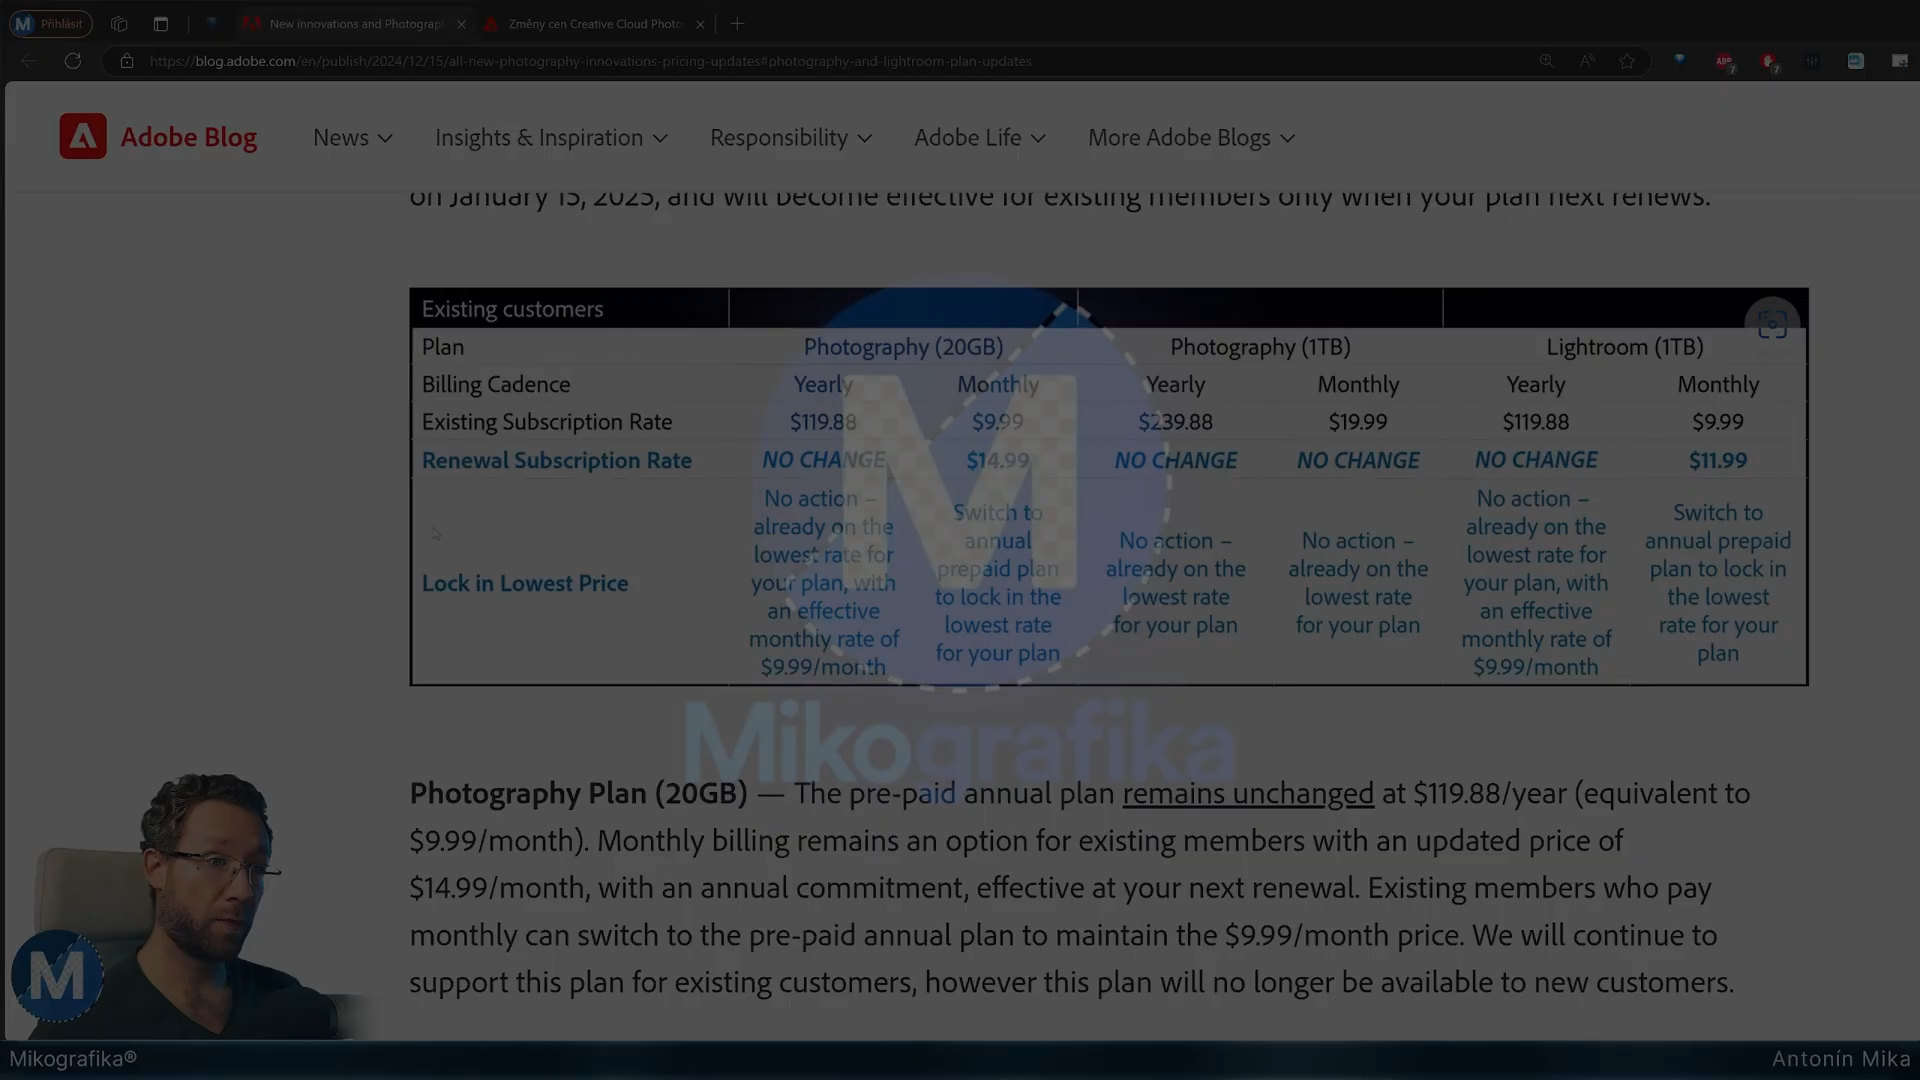 M Přihlásit
New innovations and Photograp
Změny cen Creative Cloud Photo
https://blog.adobe.com/en/publish/2024/12/15/all-new-photography-innovations-pricing-updates#photography-and-lightroom-plan-updates
ABP 7 7
Adobe Blog News Insights & Inspiration Responsibility Adobe Life More Adobe Blogs
on January 15, 2025, and will become effective for existing members only when your plan next renews.
Existing customers
Plan Photography (20GB) Photography (1TB) Lightroom (1TB)
Billing Cadence Yearly Monthly Yearly Monthly Yearly Monthly
Existing Subscription Rate $119.88 $9.99 $239.88 $19.99 $119.88 $9.99
Renewal Subscription Rate NO CHANGE $14.99 NO CHANGE NO CHANGE NO CHANGE $11.99
Lock in Lowest Price
No action –
already on the
lowest rate for
your plan, with
an effective
monthly rate of
$9.99/month
Switch to
annual
prepaid plan
to lock in the
lowest rate
for your plan
No action –
already on the
lowest rate
for your plan
No action –
already on the
lowest rate
for your plan
No action –
already on the
lowest rate for
your plan, with
an effective
monthly rate of
$9.99/month
Switch to
annual prepaid
plan to lock in
the lowest
rate for your
plan
M
Mikografika
Photography Plan (20GB) — The pre-paid annual plan remains unchanged at $119.88/year (equivalent to
$9.99/month). Monthly billing remains an option for existing members with an updated price of
$14.99/month, with an annual commitment, effective at your next renewal. Existing members who pay
monthly can switch to the pre-paid annual plan to maintain the $9.99/month price. We will continue to
support this plan for existing customers, however this plan will no longer be available to new customers.
M
Mikografika®
Antonín Mika